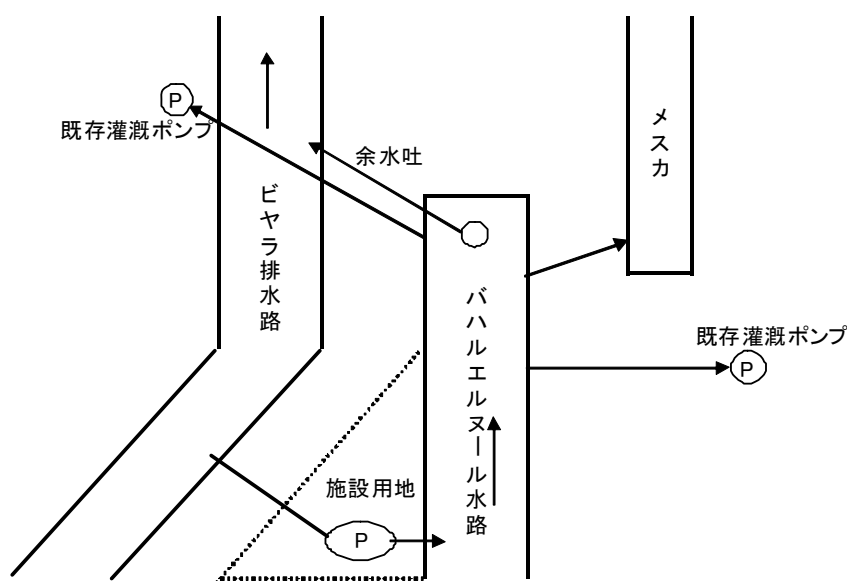 P
既存灌漑ポンプ
余水吐
メスカ
ビヤラ排水路
バハルエルヌール水路
既存灌漑ポンプ
P
施設用地
P